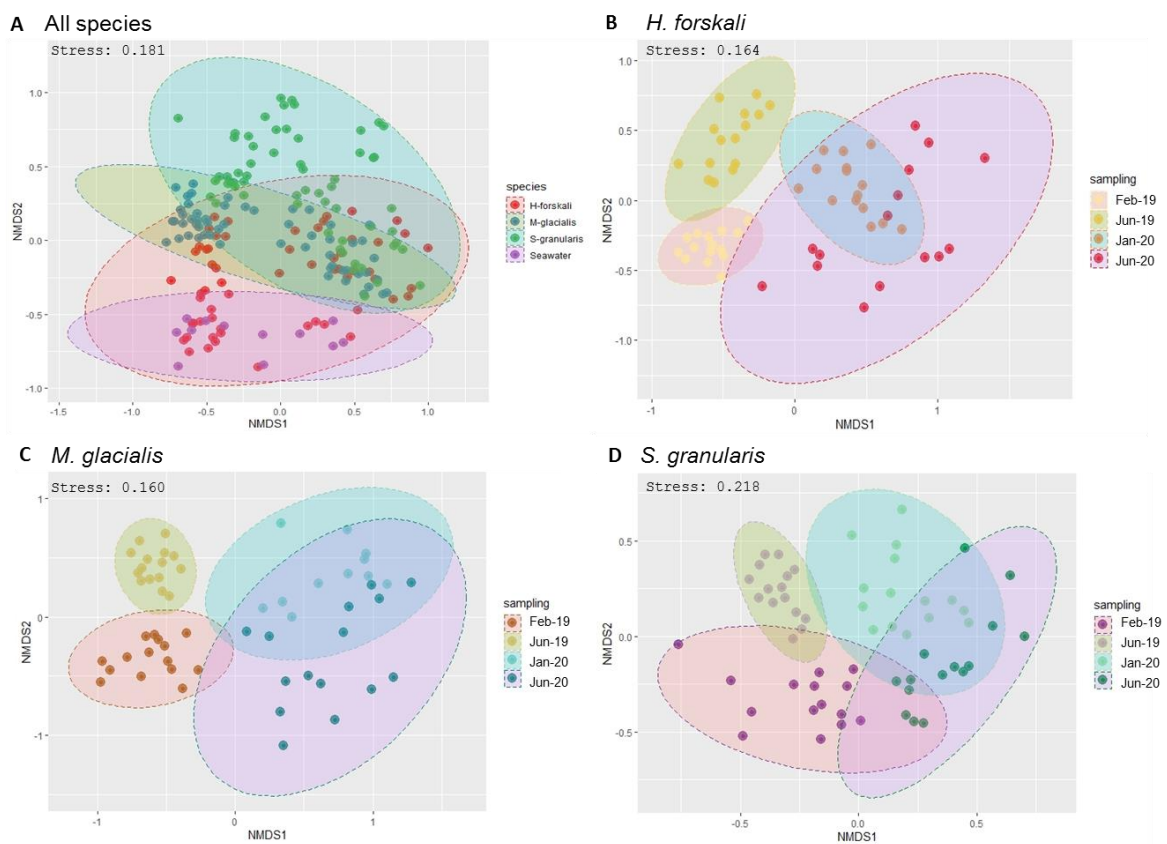 A All species
Stress: 0.181
NMDS2
1.0
0.5
0.0
-0.5
-1.0
-1.5
-1.0
-0.5
0.0
0.5
1.0
NMDS1
species
H-forskali
M-glacialis
S-granularis
Seawater
B H. forskali
Stress: 0.164
NMDS2
1.0
0.5
0.0
-0.5
-1.0
-1
0
1
NMDS1
sampling
Feb-19
Jun-19
Jan-20
Jun-20
C M. glacialis
Stress: 0.160
NMDS2
1
0
-1
-1
0
1
NMDS1
sampling
Feb-19
Jun-19
Jan-20
Jun-20
D S. granularis
Stress: 0.218
NMDS2
0.5
0.0
-0.5
-0.5
0.0
0.5
NMDS1
sampling
Feb-19
Jun-19
Jan-20
Jun-20